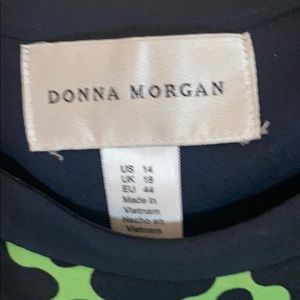 DONNA MORGAN
US 14
UK 18
EU 44
Made in
Vietnam
Hecho en
Vietnam